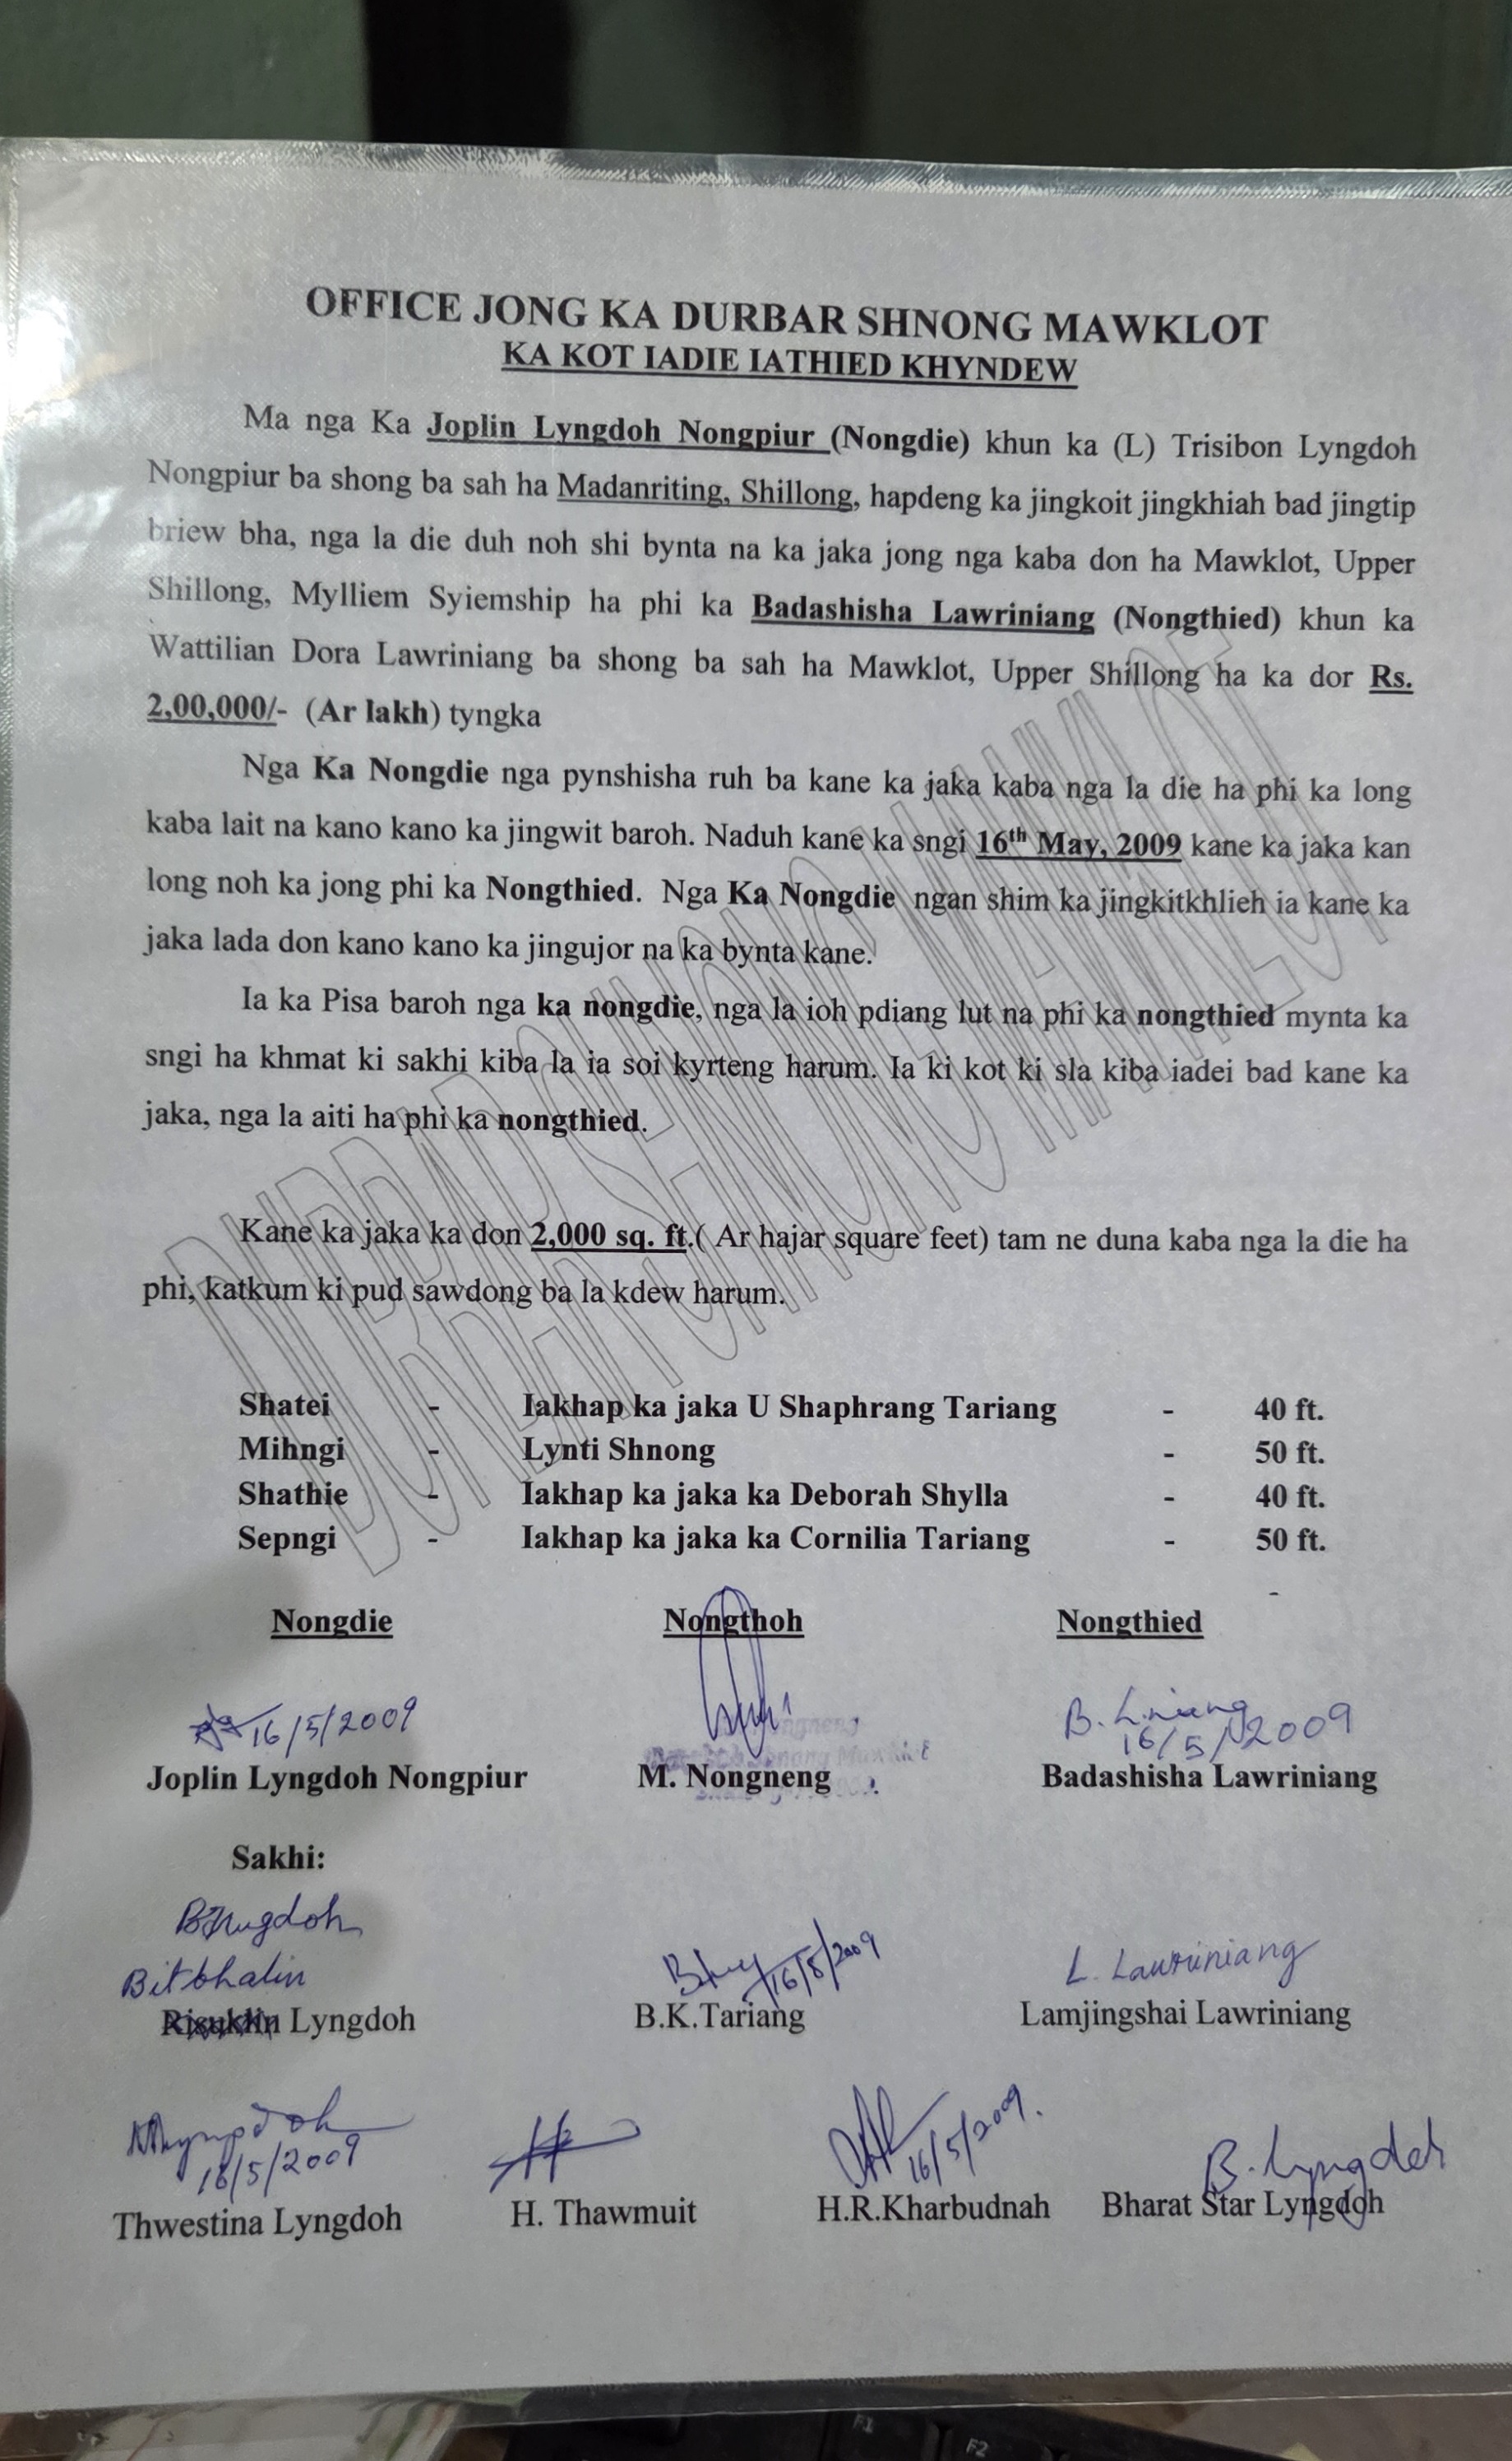 OFFICE JONG KA DURBAR SHNONG MAWKLOT
KA KOT IADIE IATHIED KHYNDEW
Ma nga Ka Joplin Lyngdoh Nongpiur (Nongdie) khun ka (L) Trisibon Lyngdoh
Nongpiur ba shong ba sah ha Madanriting, Shillong, hapdeng ka jingkoit jingkhiah bad jingtip
briew bha, nga la die duh noh shi bynta na ka jaka jong nga kaba don ha Mawklot, Upper
Shillong, Mylliem Syiemship ha phi ka Badashisha Lawriniang (Nongthied) khun ka
Wattilian Dora Lawriniang ba shong ba sah ha Mawklot, Upper Shillong ha ka dor Rs.
2,00,000/- (Ar lakh) tyngka
Nga Ka Nongdie nga pynshisha ruh ba kane ka jaka kaba nga la die ha phi ka long
kaba lait na kano kano ka jingwit baroh. Naduh kane ka sngi 16th May, 2009 kane ka jaka kan
long noh ka jong phi ka Nongthied. Nga Ka Nongdie ngan shim ka jingkitkhlieh ia kane ka
jaka lada don kano kano ka jingujor na ka bynta kane.
Ia ka Pisa baroh nga ka nongdie, nga la ioh pdiang lut na phi ka nongthied mynta ka
sngi ha khmat ki sakhi kiba la ia soi kyrteng harum. Ia ki kot ki sla kiba iadei bad kane ka
jaka, nga la aiti ha phi ka nongthied.
Kane ka jaka ka don 2,000 sq. ft.( Ar hajar square feet) tam ne duna kaba nga la die ha
phi, katkum ki pud sawdong ba la kdew harum.
DURBAR SHNONG MAWKLOT
Shatei - Iakhap ka jaka U Shaphrang Tariang - 40 ft.
Mihngi - Lynti Shnong - 50 ft.
Shathie - Iakhap ka jaka ka Deborah Shylla - 40 ft.
Sepngi - Iakhap ka jaka ka Cornilia Tariang - 50 ft.
-
Nongdie Nongthoh Nongthied
16/5/2009 B. L.niang
16/5/2009
Joplin Lyngdoh Nongpiur M. Nongneng Badashisha Lawriniang
Sakhi:
Bitbhalin 16/5/2009 L. Lawriniang
Risuklin Lyngdoh B.K.Tariang Lamjingshai Lawriniang
16/5/2009 16/5/2009. B. Lyngdoh
Thwestina Lyngdoh H. Thawmuit H.R.Kharbudnah Bharat Star Lyngdoh
F1
F2